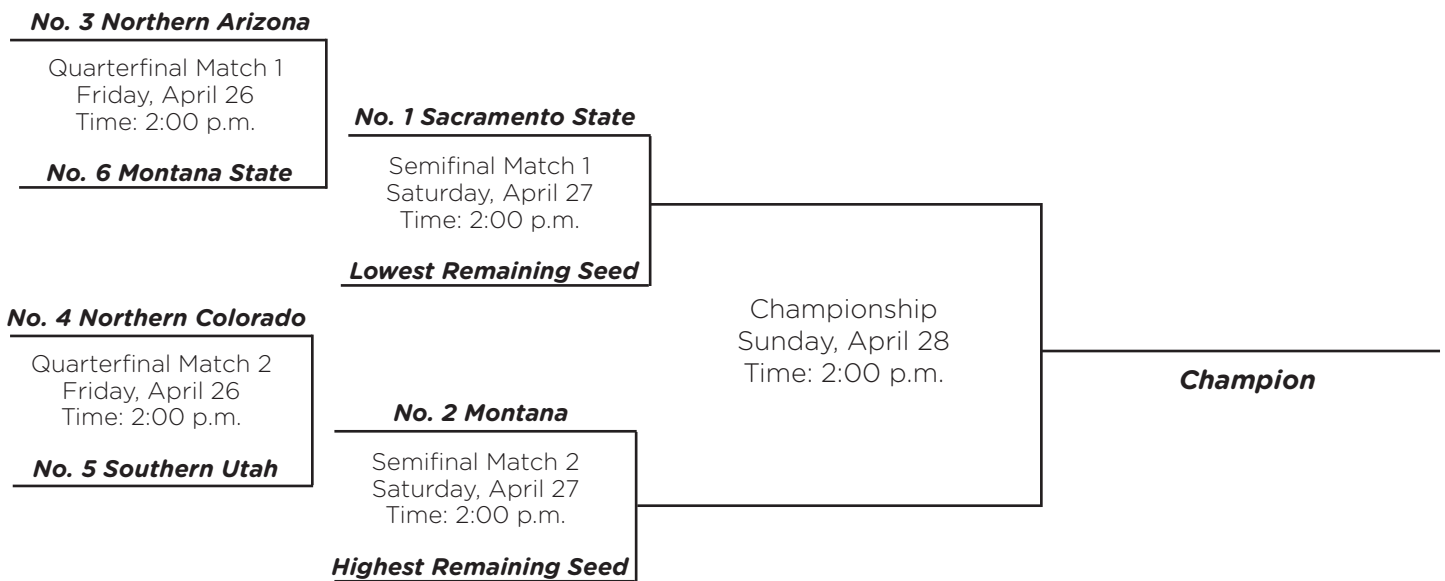 No. 3 Northern Arizona
Quarterfinal Match 1
Friday, April 26
Time: 2:00 p.m.
No. 6 Montana State
No. 4 Northern Colorado
Quarterfinal Match 2
Friday, April 26
Time: 2:00 p.m.
No. 5 Southern Utah
No. 1 Sacramento State
Semifinal Match 1
Saturday, April 27
Time: 2:00 p.m.
Lowest Remaining Seed
No. 2 Montana
Semifinal Match 2
Saturday, April 27
Time: 2:00 p.m.
Highest Remaining Seed
Championship
Sunday, April 28
Time: 2:00 p.m.
Champion